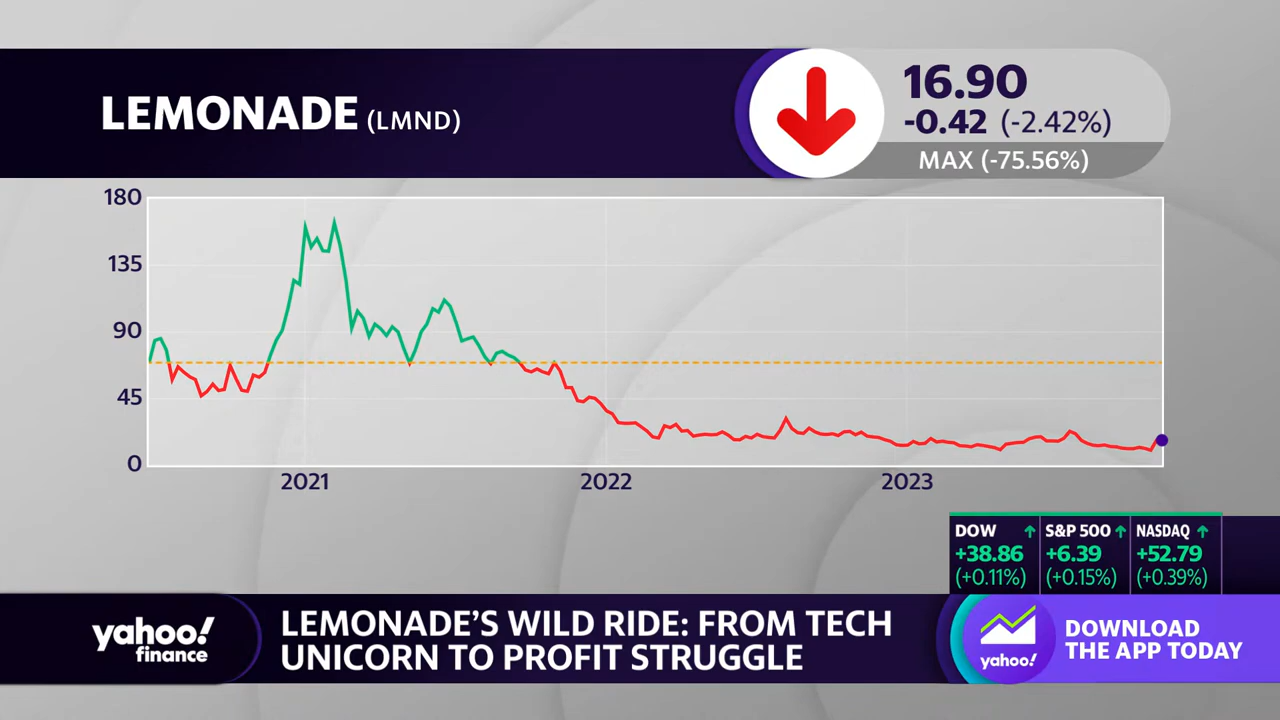 LEMONADE (LMND)
16.90
-0.42 (-2.42%)
MAX (-75.56%)
180
135
90
45
0
2021 2022 2023
DOW S&P 500 NASDAQ
+38.86 +6.39 +52.79
(+0.11%) (+0.15%) (+0.39%)
yahoo!
finance
LEMONADE'S WILD RIDE: FROM TECH
UNICORN TO PROFIT STRUGGLE
yahoo!
DOWNLOAD
THE APP TODAY